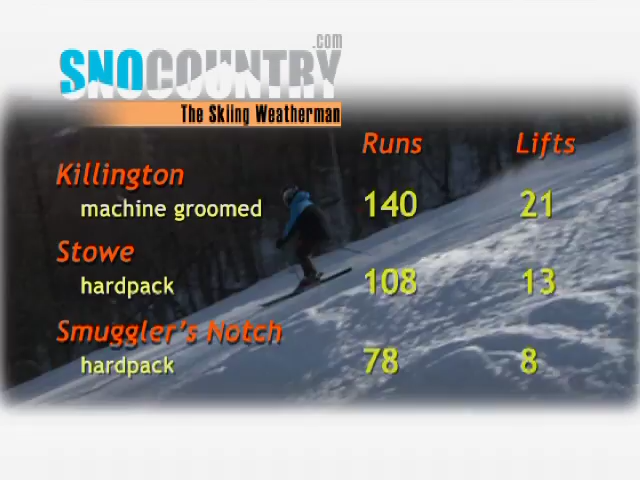 .com
SNOCOUNTRY
The Skiing Weatherman
Runs Lifts
Killington
machine groomed 140 21
Stowe
hardpack 108 13
Smuggler's Notch
hardpack 78 8